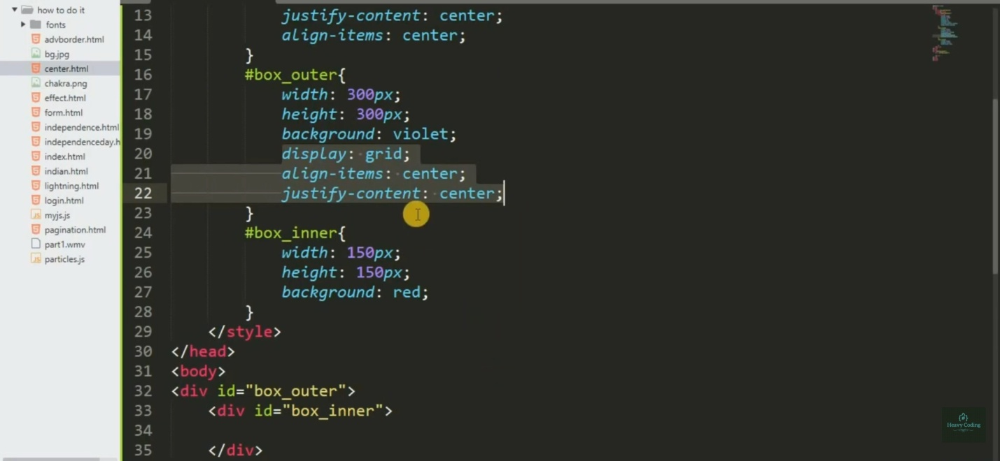 how to do it
fonts
advborder.html
bg.jpg
center.html
chakra.png
effect.html
form.html
independence.html
independenceday.h
index.html
indian.html
lightning.html
login.html
myjs.js
pagination.html
part1.wmv
particles.js
13 justify-content: center;
14 align-items: center;
15 }
16 #box_outer{
17 width: 300px;
18 height: 300px;
19 background: violet;
20 display: grid;
21 align-items: center;
22 justify-content: center;
23 }
24 #box_inner{
25 width: 150px;
26 height: 150px;
27 background: red;
28 }
29 </style>
30 </head>
31 <body>
32 <div id="box_outer">
33 <div id="box_inner">
34
35 </div>
Heavy Coding